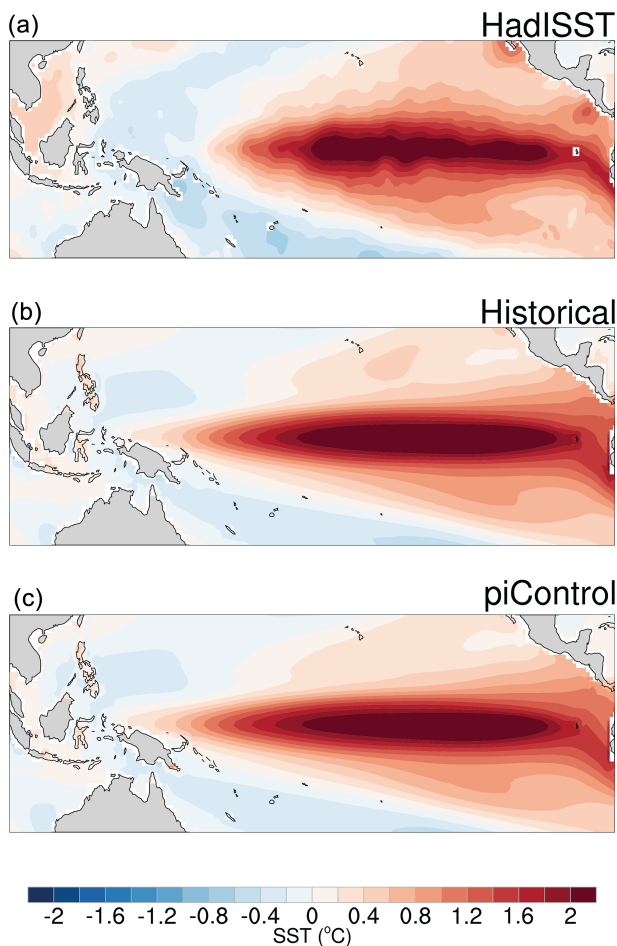 (a) HadISST
(b) Historical
(c) piControl
-2 -1.6 -1.2 -0.8 -0.4 0 0.4 0.8 1.2 1.6 2
SST (°C)